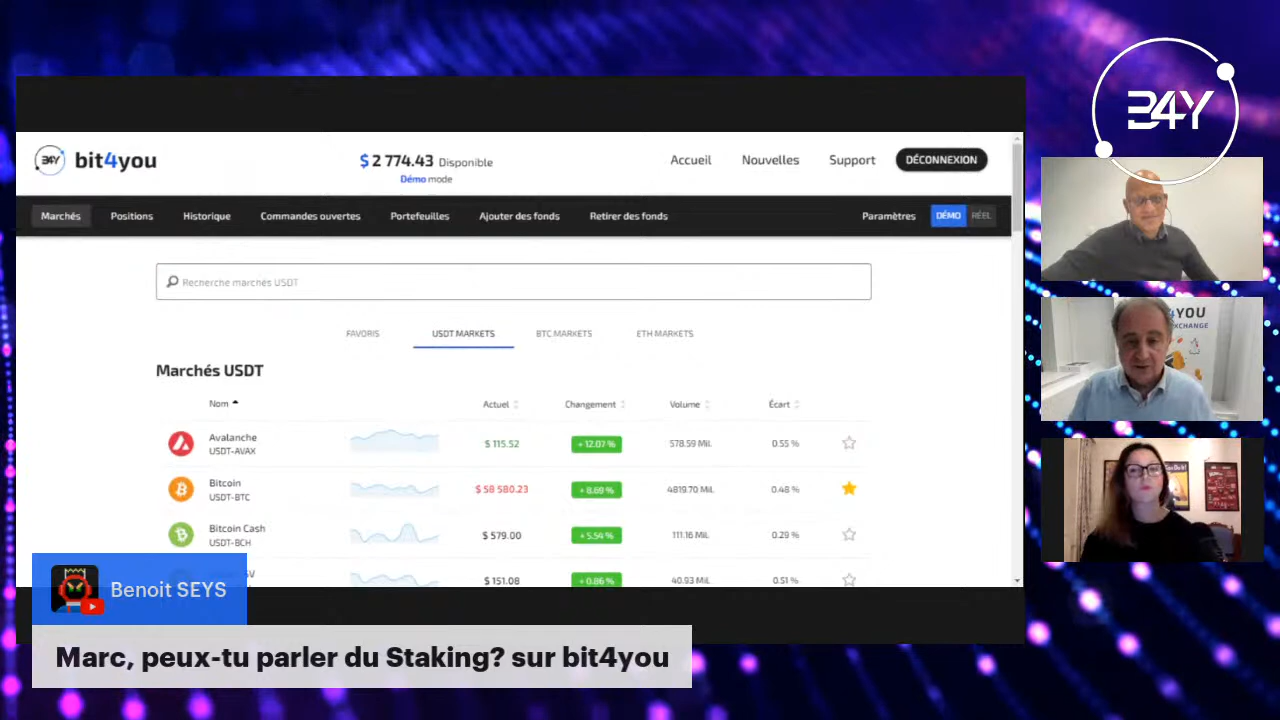 B4Y
B4Y bit4you
$ 2 774.43 Disponible
Démo mode
Accueil Nouvelles Support DÉCONNEXION
Marchés Positions Historique Commandes ouvertes Portefeuilles Ajouter des fonds Retirer des fonds Paramètres DÉMO RÉEL
Recherche marchés USDT
FAVORIS USDT MARKETS BTC MARKETS ETH MARKETS
Marchés USDT
Nom Actuel Changement Volume Écart
Avalanche
USDT-AVAX
$ 115.52 + 12.07 % 578.59 Mil. 0.55 %
Bitcoin
USDT-BTC
$ 58 580.23 + 8.69 % 4819.70 Mil. 0.48 %
Bitcoin Cash
USDT-BCH
$ 579.00 + 5.54 % 111.16 Mil. 0.29 %
SV
$ 151.08 + 0.86 % 40.93 Mil. 0.51 %
YOU
Benoit SEYS
Marc, peux-tu parler du Staking? sur bit4you